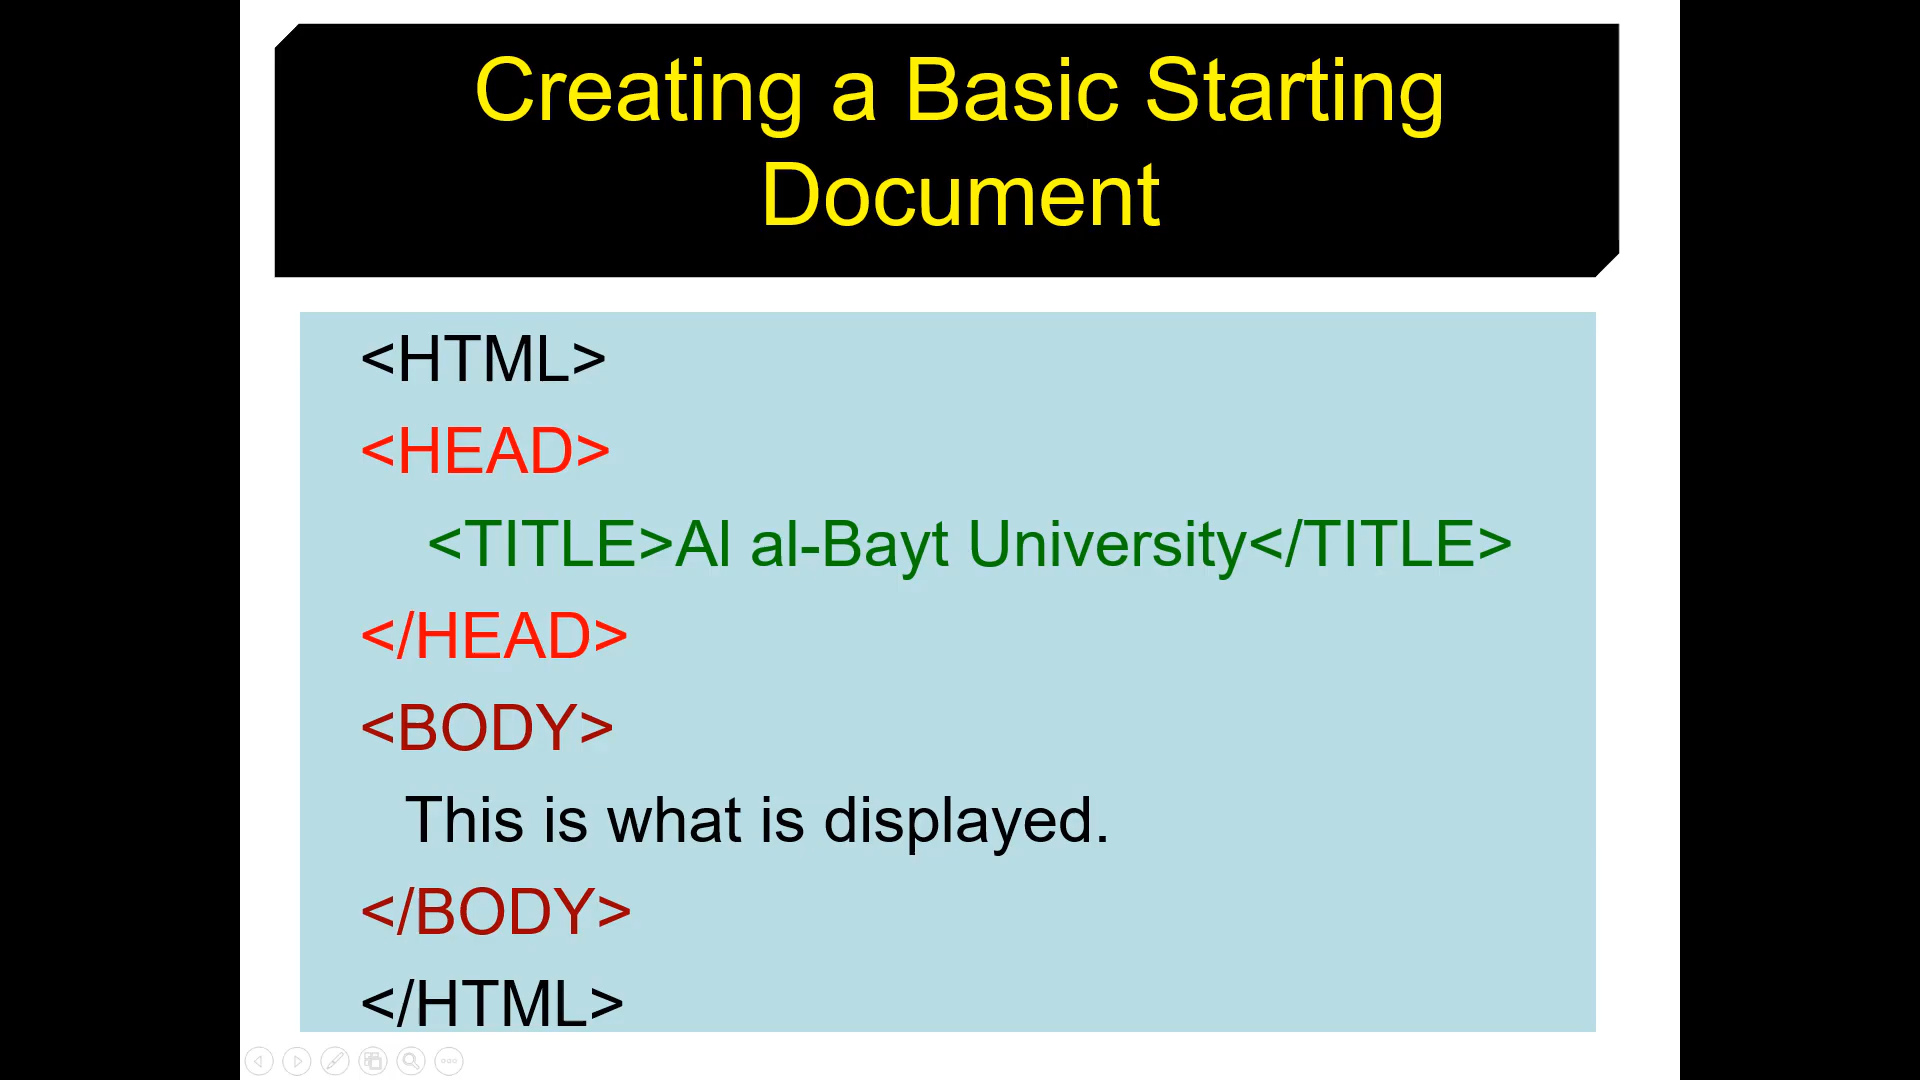 Creating a Basic Starting
Document
<HTML>
<HEAD>
<TITLE>Al al-Bayt University</TITLE>
</HEAD>
<BODY>
This is what is displayed.
</BODY>
</HTML>